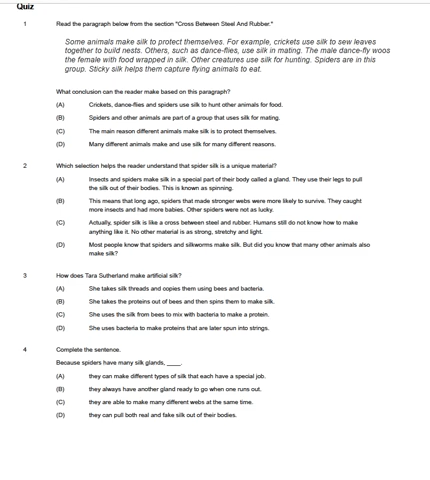 Quiz
1 Read the paragraph below from the section "Cross Between Steel And Rubber."
Some animals make silk to protect themselves. For example, crickets use silk to sew leaves
together to build nests. Others, such as dance-flies, use silk in mating. The male dance-fly woos
the female with food wrapped in silk. Other creatures use silk for hunting. Spiders are in this
group. Sticky silk helps them capture flying animals to eat.
What conclusion can the reader make based on this paragraph?
(A) Crickets, dance-flies and spiders use silk to hunt other animals for food.
(B) Spiders and other animals are part of a group that uses silk for mating.
(C) The main reason different animals make silk is to protect themselves.
(D) Many different animals make and use silk for many different reasons.
2 Which selection helps the reader understand that spider silk is a unique material?
(A) Insects and spiders make silk in a special part of their body called a gland. They use their legs to pull
the silk out of their bodies. This is known as spinning.
(B) This means that long ago, spiders that made stronger webs were more likely to survive. They caught
more insects and had more babies. Other spiders were not as lucky.
(C) Actually, spider silk is like a cross between steel and rubber. Humans still do not know how to make
anything like it. No other material is as strong, stretchy and light.
(D) Most people know that spiders and silkworms make silk. But did you know that many other animals also
make silk?
3 How does Tara Sutherland make artificial silk?
(A) She takes silk threads and copies them using bees and bacteria.
(B) She takes the proteins out of bees and then spins them to make silk.
(C) She uses the silk from bees to mix with bacteria to make a protein.
(D) She uses bacteria to make proteins that are later spun into strings.
4 Complete the sentence.
Because spiders have many silk glands, ____.
(A) they can make different types of silk that each have a special job.
(B) they always have another gland ready to go when one runs out.
(C) they are able to make many different webs at the same time.
(D) they can pull both real and fake silk out of their bodies.